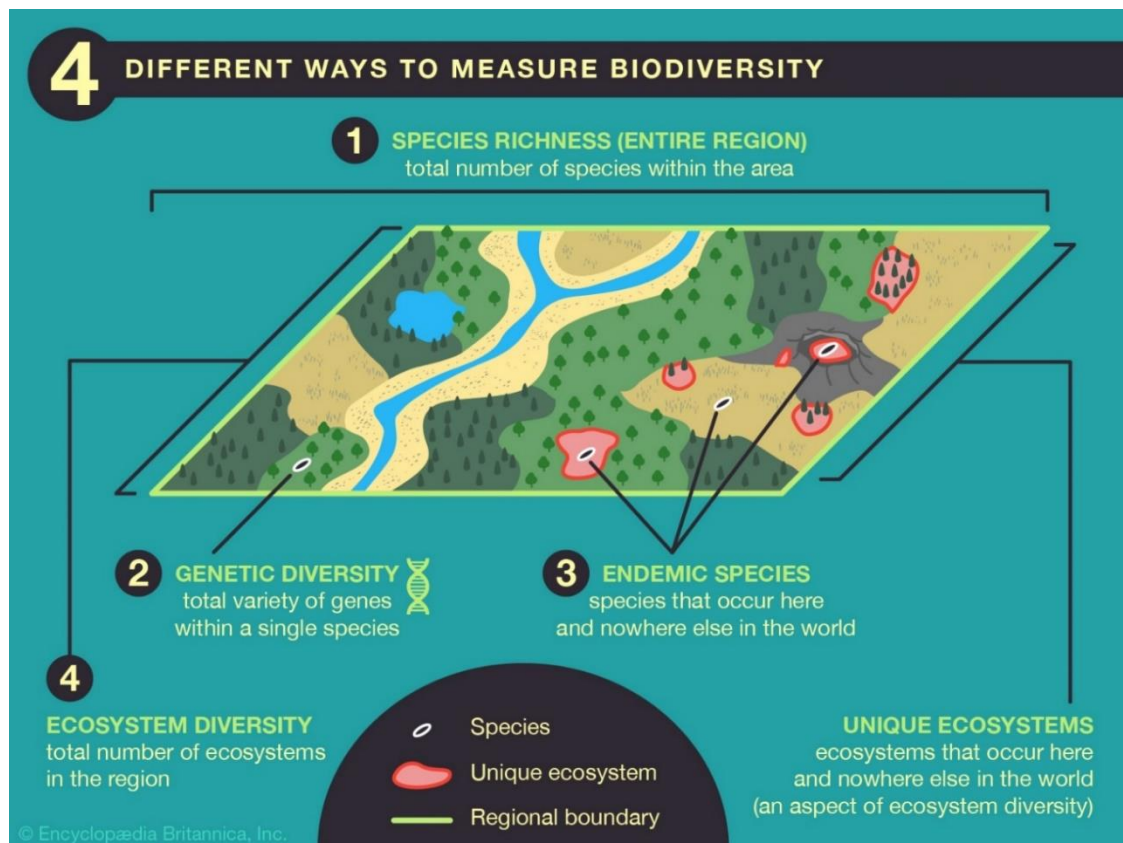 4 DIFFERENT WAYS TO MEASURE BIODIVERSITY
1 SPECIES RICHNESS (ENTIRE REGION)
total number of species within the area
2 GENETIC DIVERSITY
total variety of genes
within a single species
3 ENDEMIC SPECIES
species that occur here
and nowhere else in the world
4
ECOSYSTEM DIVERSITY
total number of ecosystems
in the region
Species
Unique ecosystem
Regional boundary
UNIQUE ECOSYSTEMS
ecosystems that occur here
and nowhere else in the world
(an aspect of ecosystem diversity)
© Encyclopædia Britannica, Inc.